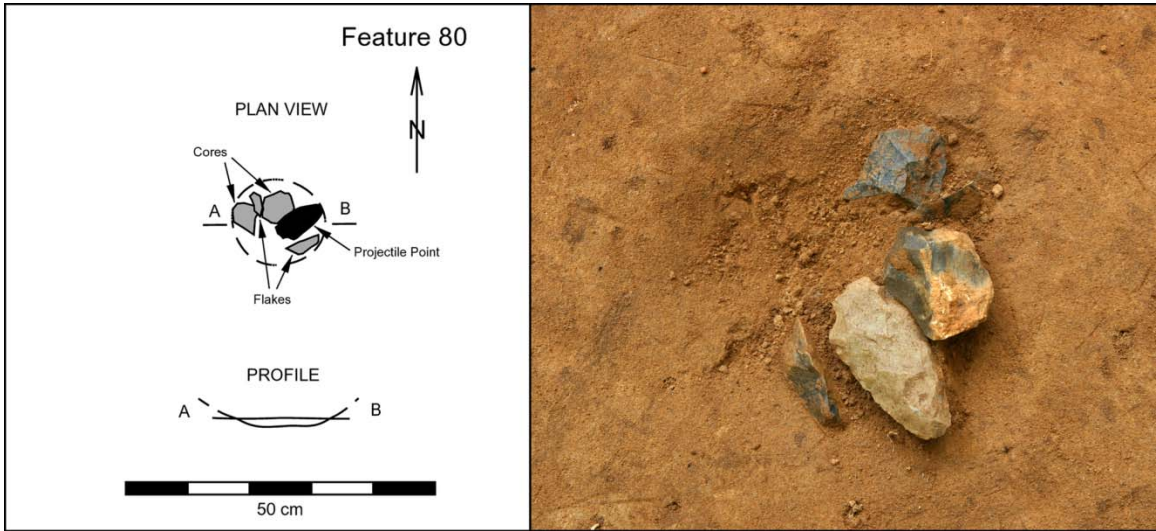 Feature 80
N
PLAN VIEW
Cores
A
B
Projectile Point
Flakes
PROFILE
A
B
50 cm